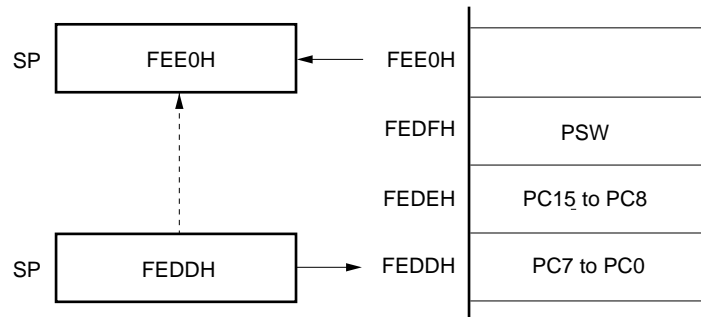 SP FEE0H FEE0H
FEDFH PSW
FEDEH PC15 to PC8
SP FEDDH FEDDH PC7 to PC0